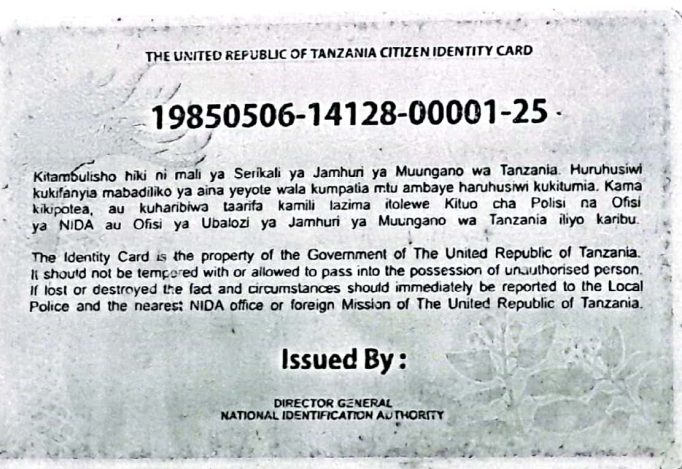 THE UNITED REPUBLIC OF TANZANIA CITIZEN IDENTITY CARD
19850506-14128-00001-25
Kitambulisho hiki ni mali ya Serikali ya Jamhuri ya Muungano wa Tanzania. Huruhusiwi
kukifanyia mabadiliko ya aina yeyote wala kumpatia mtu ambaye haruhusiwi kukitumia. Kama
kikipotea, au kuharibiwa taarifa kamili lazima itolewe Kituo cha Polisi na Ofisi
ya NIDA au Ofisi ya Ubalozi ya Jamhuri ya Muungano wa Tanzania iliyo karibu.
The Identity Card is the property of the Government of The United Republic of Tanzania.
It should not be tempered with or allowed to pass into the possession of unauthorised person.
If lost or destroyed the fact and circumstances should immediately be reported to the Local
Police and the nearest NIDA office or foreign Mission of The United Republic of Tanzania.
Issued By :
DIRECTOR GENERAL
NATIONAL IDENTIFICATION AUTHORITY